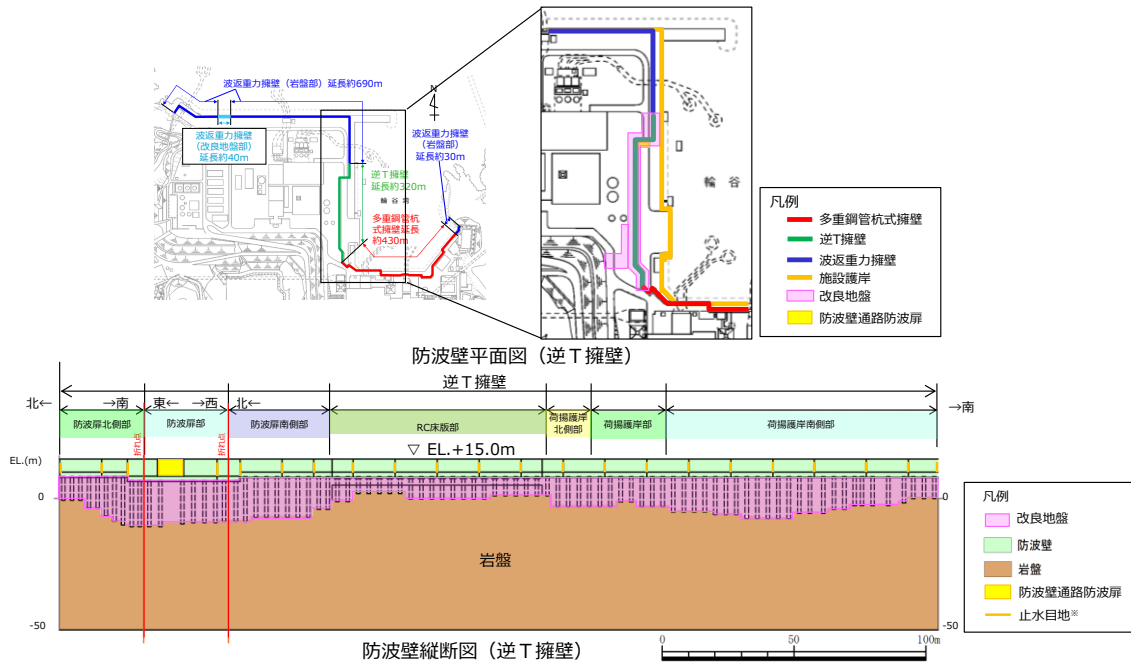 波返重力擁壁（岩盤部）延長約690m
N
波返重力擁壁
（改良地盤部）
延長約40m
波返重力擁壁
（岩盤部）
延長約30m
逆T擁壁
延長約320m
輪谷湾
多重鋼管杭
式擁壁延長
約430m
輪谷
凡例
多重鋼管杭式擁壁
逆T擁壁
波返重力擁壁
施設護岸
改良地盤
防波壁通路防波扉
防波壁平面図（逆T擁壁）
逆T擁壁
北←
→南
東←
→西
北←
→南
防波扉北側部
防波扉部
防波扉南側部
RC床版部
荷揚護岸
北側部
荷揚護岸部
荷揚護岸南側部
折れ点
折れ点
EL.(m)
▽ EL.+15.0m
0
0
岩盤
-50
-50
凡例
改良地盤
防波壁
岩盤
防波壁通路防波扉
止水目地※
防波壁縦断図（逆T擁壁）
0
50
100m